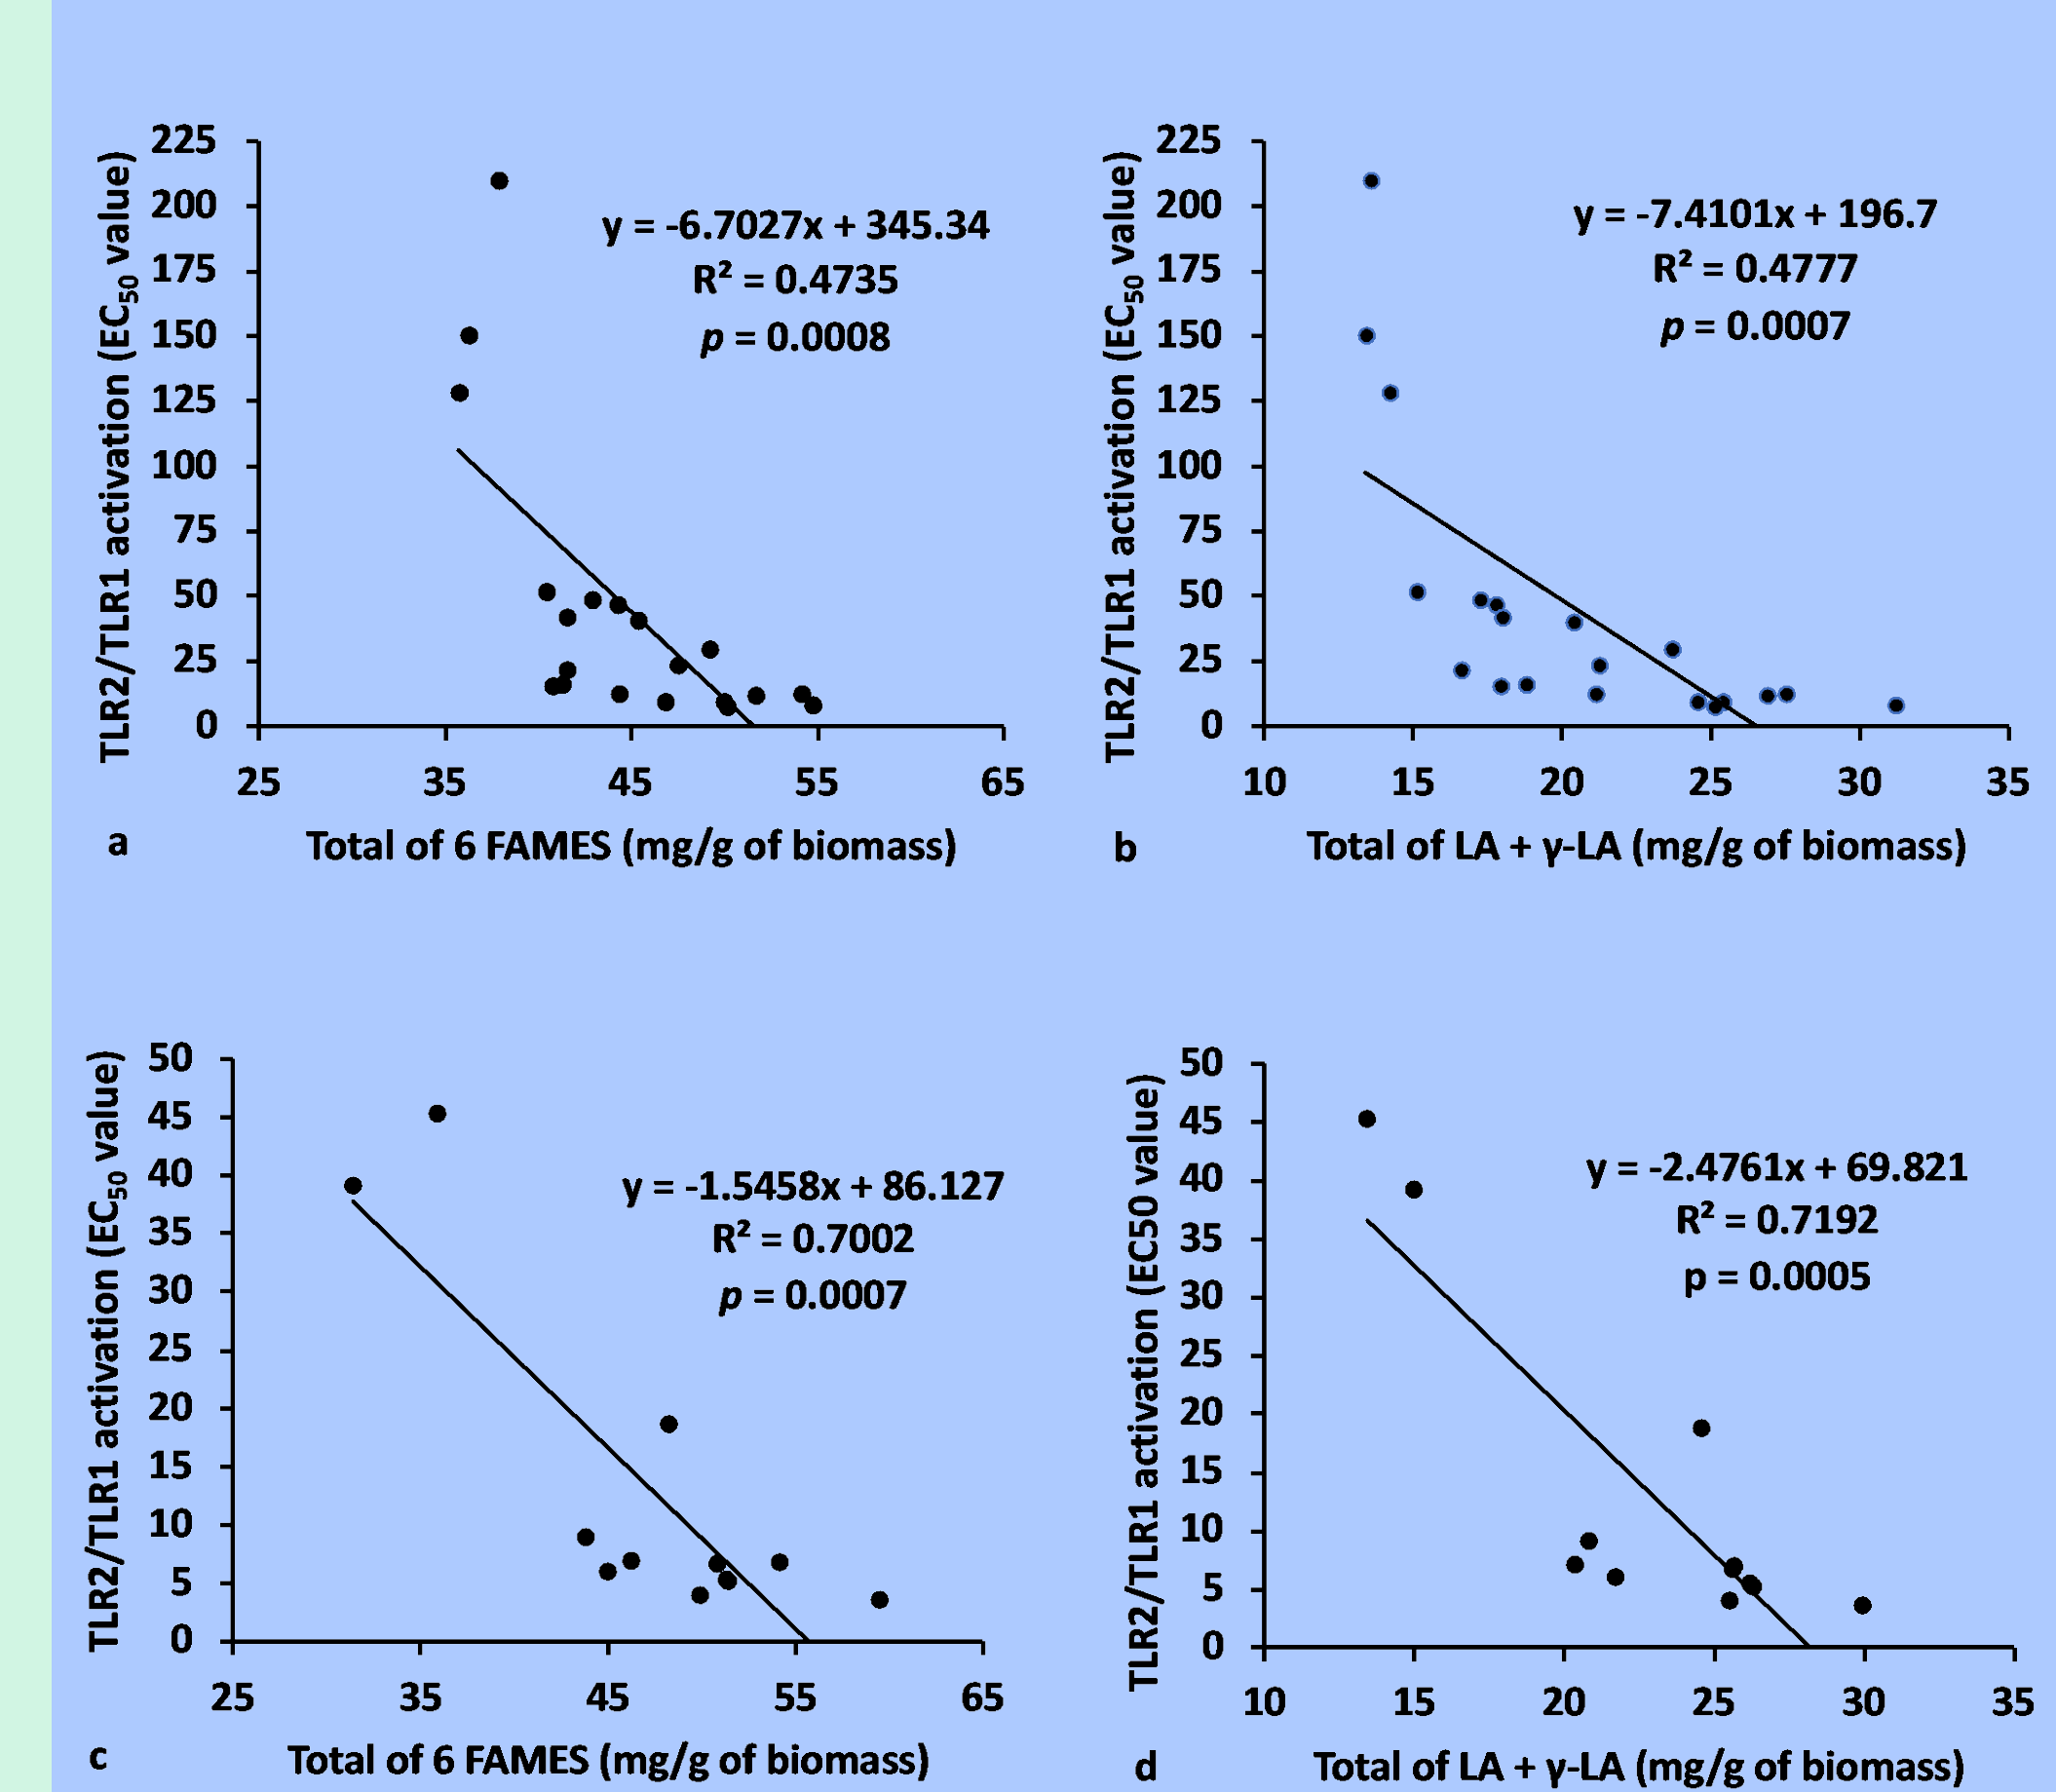 225
200
175
150
125
100
75
50
25
0
TLR2/TLR1 activation (EC₅₀ value)
y = -6.7027x + 345.34
R² = 0.4735
p = 0.0008
25 35 45 55 65
a Total of 6 FAMES (mg/g of biomass)
225
200
175
150
125
100
75
50
25
0
TLR2/TLR1 activation (EC₅₀ value)
y = -7.4101x + 196.7
R² = 0.4777
p = 0.0007
10 15 20 25 30 35
b Total of LA + γ-LA (mg/g of biomass)
50
45
40
35
30
25
20
15
10
5
0
TLR2/TLR1 activation (EC₅₀ value)
y = -1.5458x + 86.127
R² = 0.7002
p = 0.0007
25 35 45 55 65
c Total of 6 FAMES (mg/g of biomass)
50
45
40
35
30
25
20
15
10
5
0
TLR2/TLR1 activation (EC50 value)
y = -2.4761x + 69.821
R² = 0.7192
p = 0.0005
10 15 20 25 30 35
d Total of LA + γ-LA (mg/g of biomass)